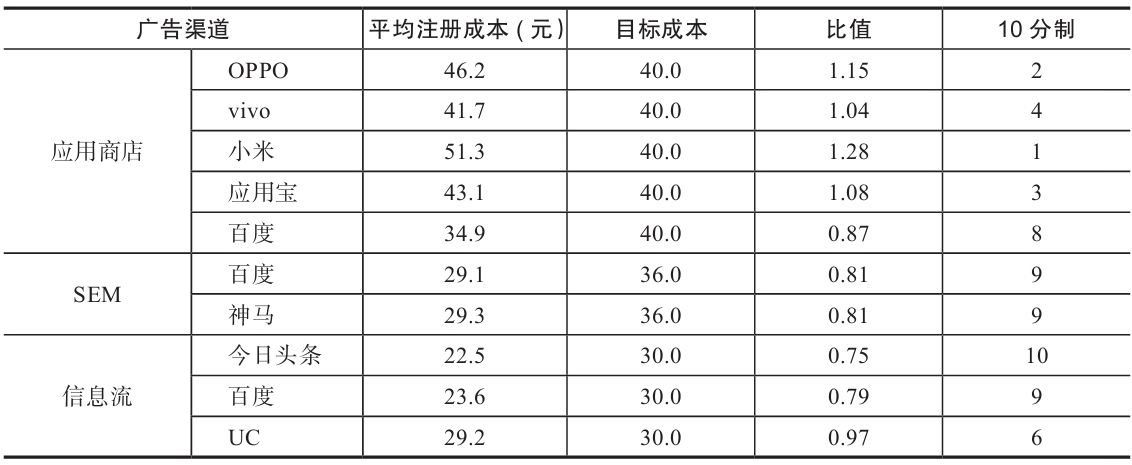 广告渠道 平均注册成本(元) 目标成本 比值 10分制
应用商店 OPPO 46.2 40.0 1.15 2
vivo 41.7 40.0 1.04 4
小米 51.3 40.0 1.28 1
应用宝 43.1 40.0 1.08 3
百度 34.9 40.0 0.87 8
SEM 百度 29.1 36.0 0.81 9
神马 29.3 36.0 0.81 9
信息流 今日头条 22.5 30.0 0.75 10
百度 23.6 30.0 0.79 9
UC 29.2 30.0 0.97 6